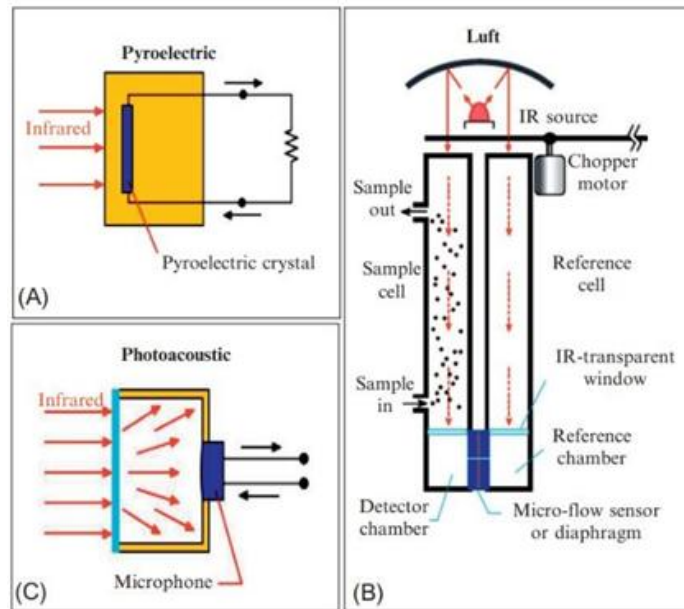 Pyroelectric
Infrared
Pyroelectric crystal
(A)
Photoacoustic
Infrared
Microphone
(C)
Luft
IR source
Chopper
motor
Sample
out
Sample
cell
Reference
cell
Sample
in
IR-transparent
window
Reference
chamber
Detector
chamber
Micro-flow sensor
or diaphragm
(B)